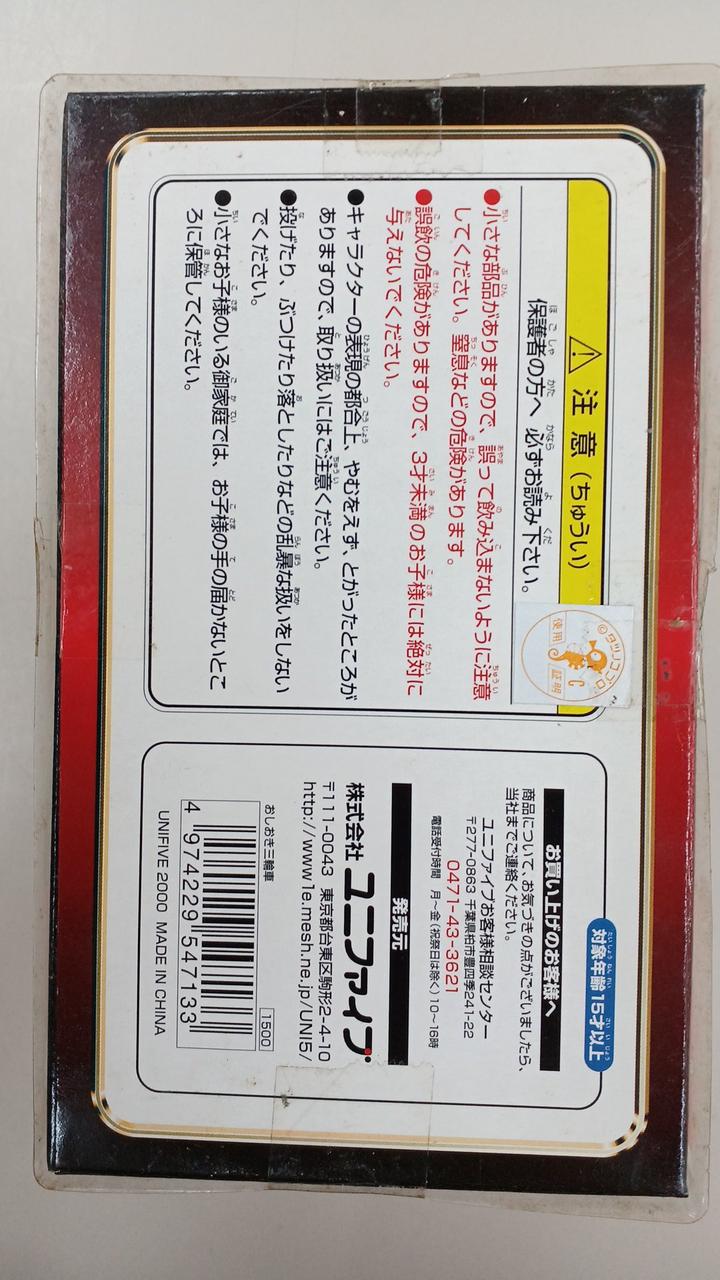 ⚠ 注意(ちゅうい)
保護者の方へ 必ずお読み下さい。
●小さな部品がありますので、誤って飲み込まないように注意
してください。窒息などの危険があります。
●誤飲の危険がありますので、3才未満のお子様には絶対に
与えないでください。
●キャラクターの表現の都合上、やむをえず、とがったところが
ありますので、取り扱いにはご注意ください。
●投げたり、ぶつけたり落としたりなどの乱暴な扱いをしない
でください。
●小さなお子様のいる御家庭では、お子様の手の届かないとこ
ろに保管してください。
©タツノコプロ
使用
C
証明
対象年齢15才以上
お買い上げのお客様へ
商品について、お気づきの点がございましたら、
当社までご連絡ください。
ユニファイブお客様相談センター
〒277-0863 千葉県柏市豊四季241-22
0471-43-3621
電話受付時間 月〜金(祝祭日は除く)10〜16時
発売元
株式会社 ユニファイブ
〒111-0043 東京都台東区駒形2-4-10
http://www.1e.mesh.ne.jp/UNI5/
おしおき三輪車
1500
4 974229 547133
UNIFIVE 2000 MADE IN CHINA